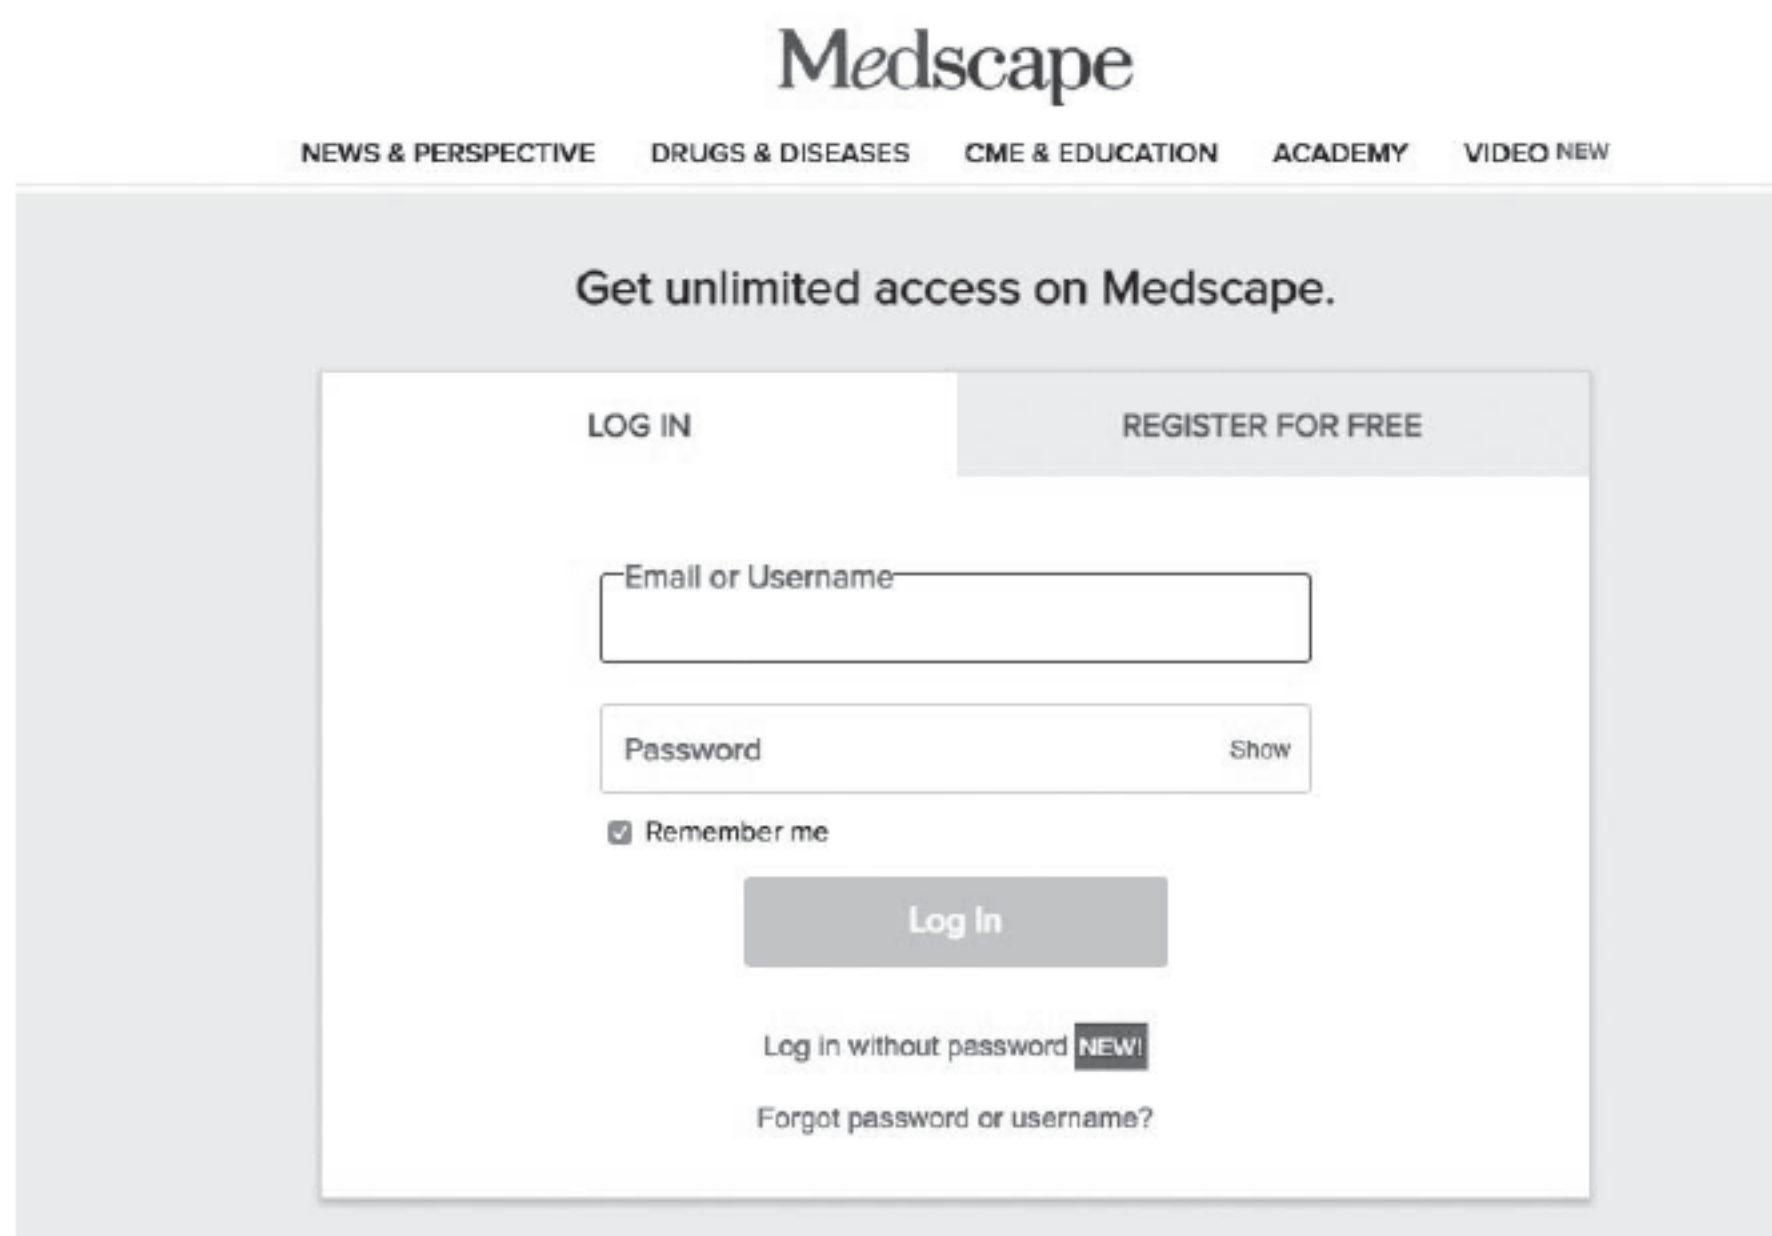 Medscape
NEWS & PERSPECTIVE DRUGS & DISEASES CME & EDUCATION ACADEMY VIDEO NEW
Get unlimited access on Medscape.
LOG IN REGISTER FOR FREE
Email or Username
Password Show
Remember me
Log In
Log in without password NEW!
Forgot password or username?